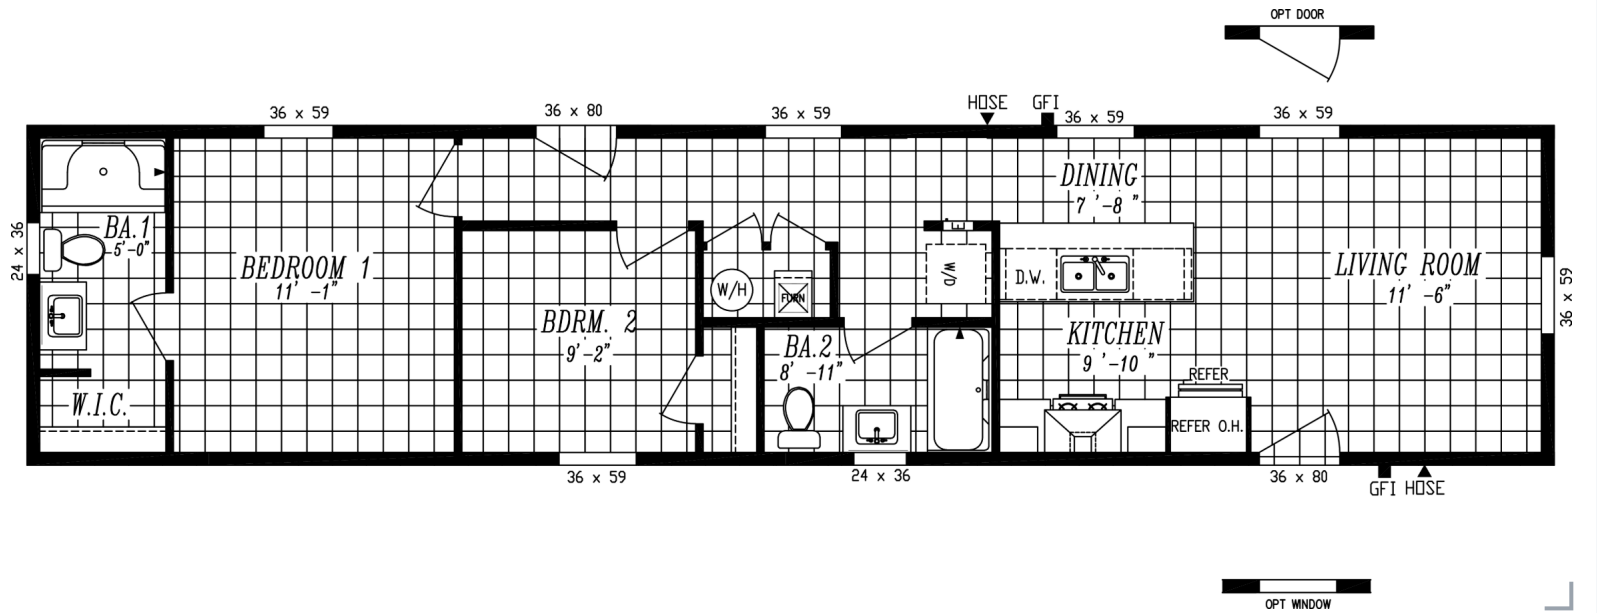 OPT DOOR
36 x 59
36 x 80
36 x 59
HOSE
GFI
36 x 59
36 x 59
DINING
7 '-8 "
24 x 36
BA.1
5'-0"
BEDROOM 1
11' -1"
W/H
FURN
W/D
D.W.
LIVING ROOM
11' -6"
36 x 59
BDRM. 2
9'-2"
BA.2
8' -11"
KITCHEN
9 '-10 "
REFER
W.I.C.
REFER O.H.
36 x 59
24 x 36
36 x 80
GFI HOSE
OPT WINDOW